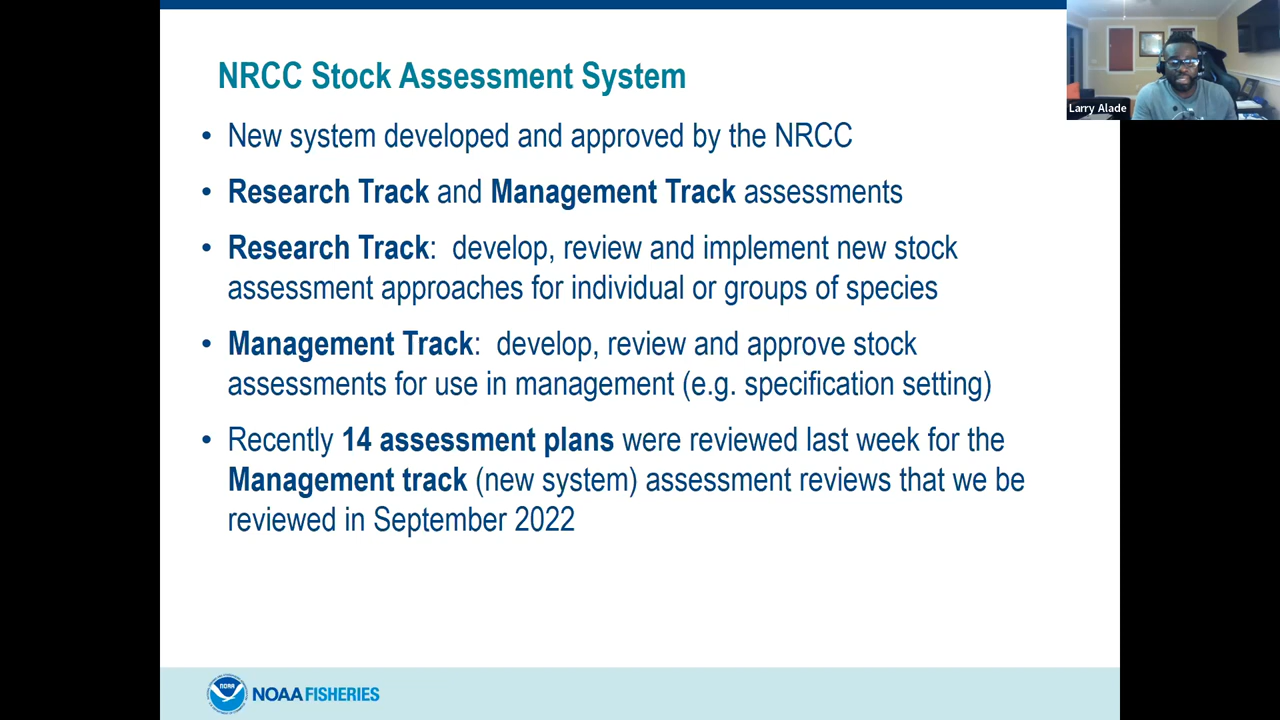 NRCC Stock Assessment System
• New system developed and approved by the NRCC
• Research Track and Management Track assessments
• Research Track: develop, review and implement new stock
assessment approaches for individual or groups of species
• Management Track: develop, review and approve stock
assessments for use in management (e.g. specification setting)
• Recently 14 assessment plans were reviewed last week for the
Management track (new system) assessment reviews that we be
reviewed in September 2022
Larry Alade
NOAA
NOAA FISHERIES